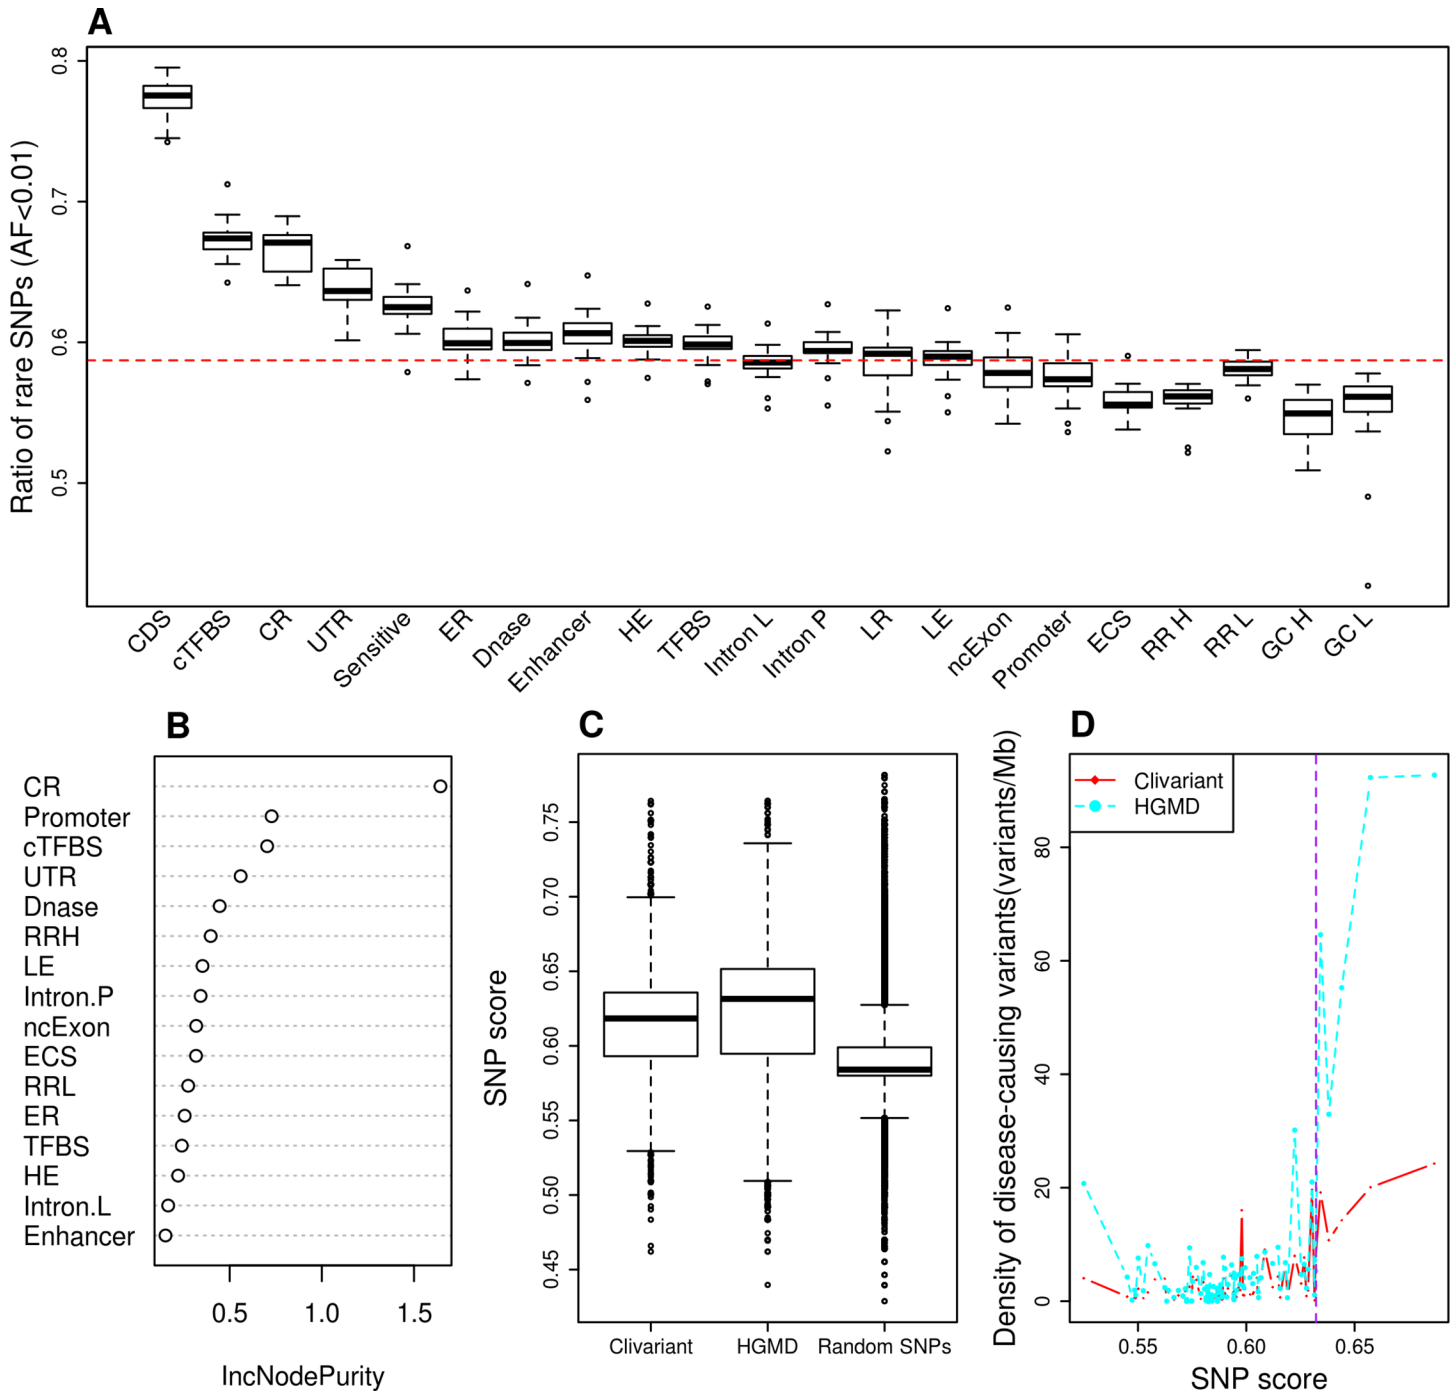 A
Ratio of rare SNPs (AF<0.01)
0.8
0.7
0.6
0.5
CDS
cTFBS
CR
UTR
Sensitive
ER
Dnase
Enhancer
HE
TFBS
Intron L
Intron P
LR
LE
ncExon
Promoter
ECS
RR H
RR L
GC H
GC L
B
CR
Promoter
cTFBS
UTR
Dnase
RRH
LE
Intron.P
ncExon
ECS
RRL
ER
TFBS
HE
Intron.L
Enhancer
0.5 1.0 1.5
IncNodePurity
C
SNP score
0.75
0.70
0.65
0.60
0.55
0.50
0.45
Clivariant HGMD Random SNPs
D
Density of disease-causing variants(variants/Mb)
Clivariant
HGMD
80
60
40
20
0
0.55 0.60 0.65
SNP score